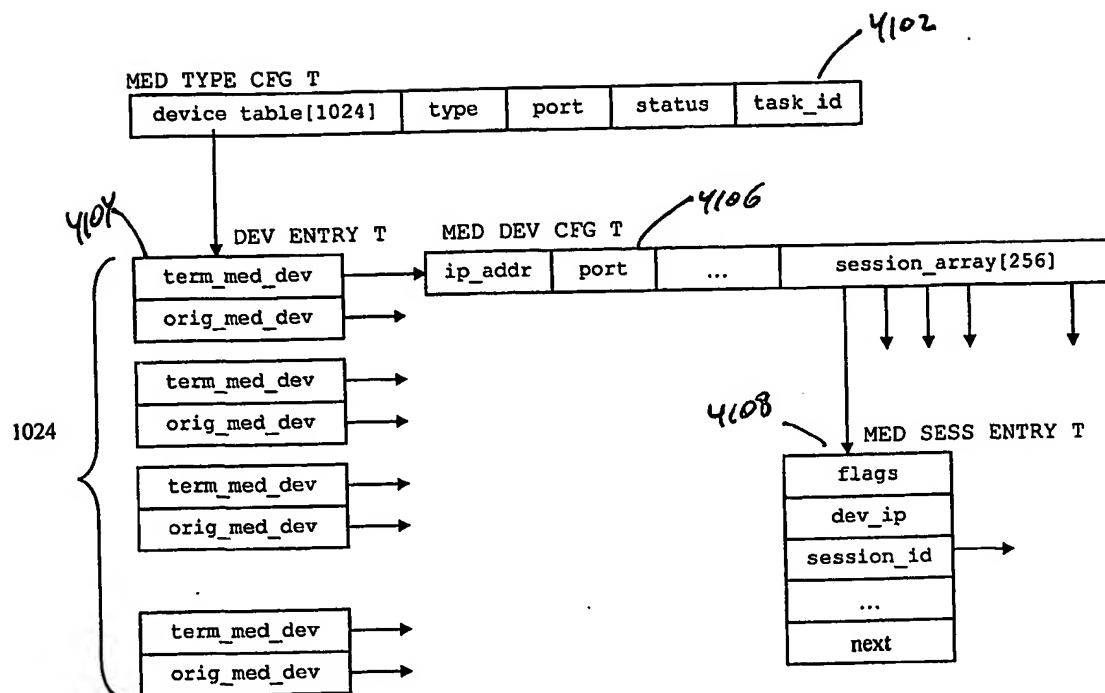 4102
MED TYPE CFG T
device table[1024] type port status task_id
4104
4106
DEV ENTRY T
MED DEV CFG T
term_med_dev
ip_addr port ... session_array[256]
orig_med_dev
term_med_dev
orig_med_dev
1024
4108
MED SESS ENTRY T
term_med_dev
flags
orig_med_dev
dev_ip
session_id
...
term_med_dev
next
orig_med_dev